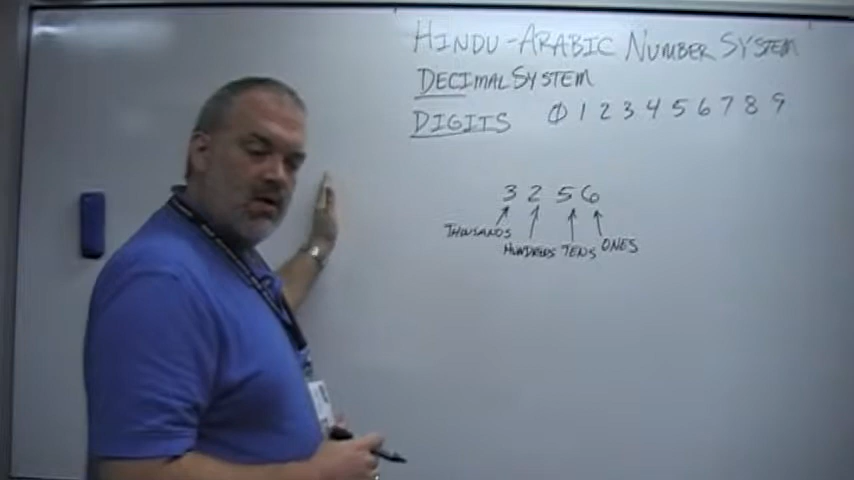 HINDU-ARABIC NUMBER SYSTEM
DECIMAL SYSTEM
DIGITS 0 1 2 3 4 5 6 7 8 9
3 2 5 6
THOUSANDS HUNDREDS TENS ONES